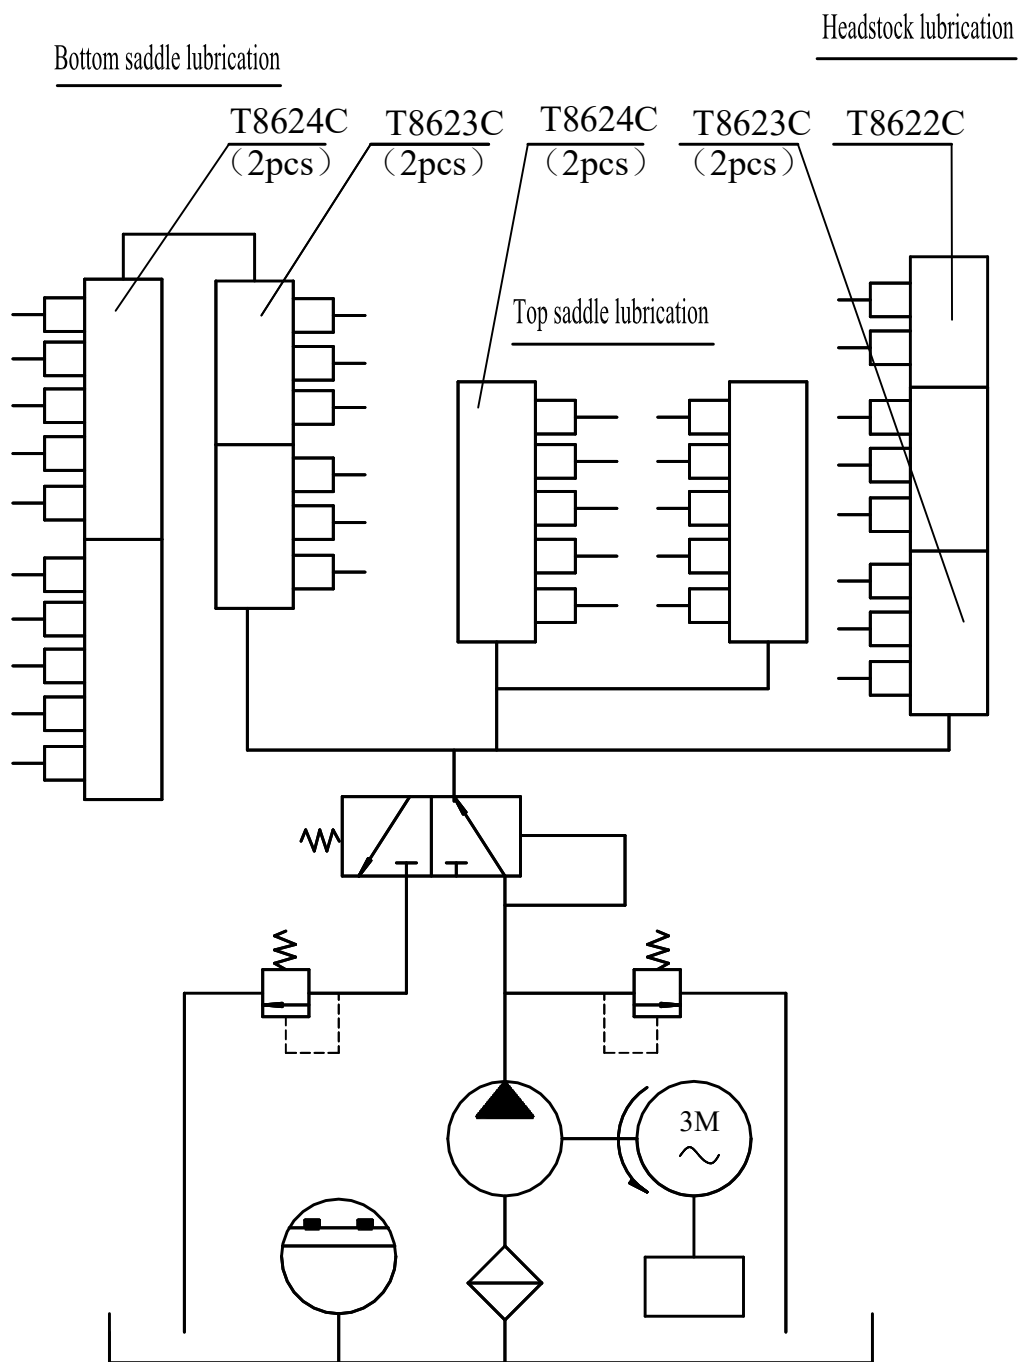 Headstock lubrication
Bottom saddle lubrication
T8624C
（2pcs）
T8623C
（2pcs）
T8624C
（2pcs）
T8623C
（2pcs）
T8622C
Top saddle lubrication
3M